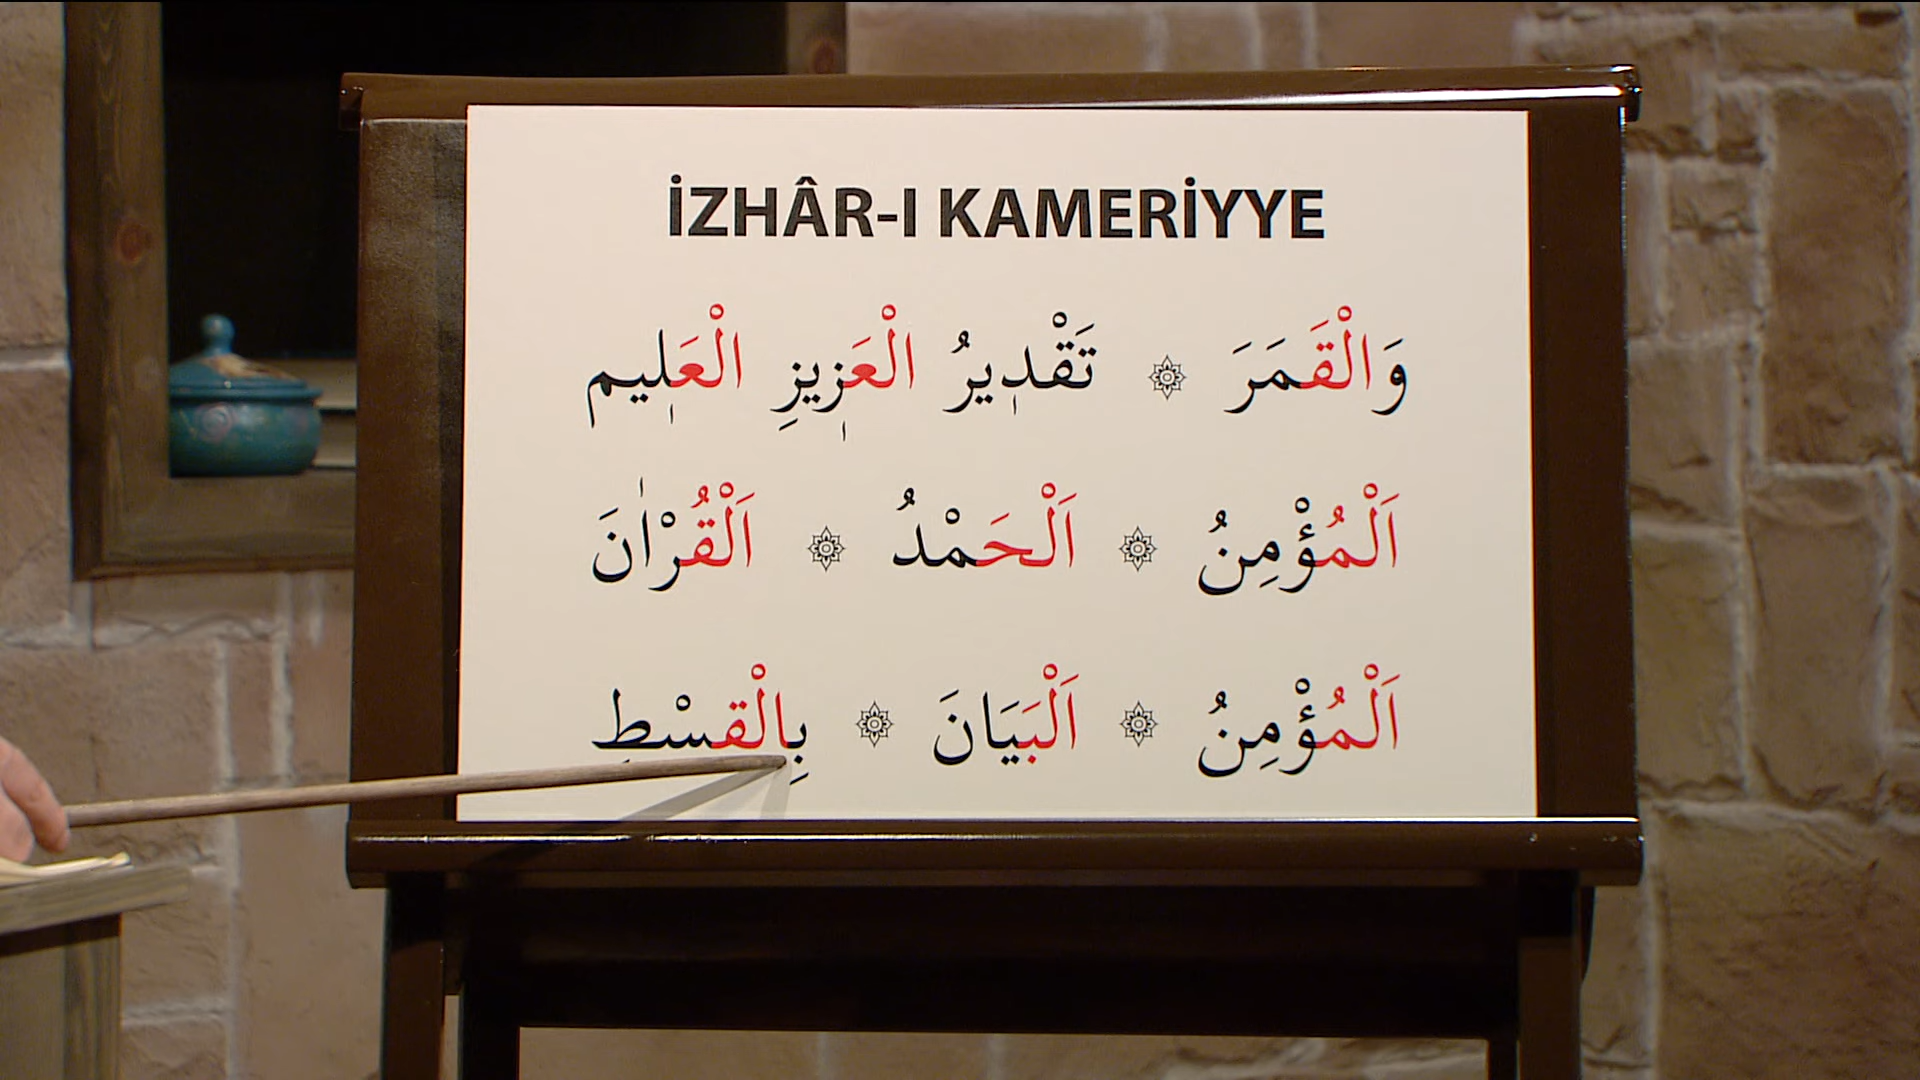 İZHÂR-I KAMERİYYE
وَالْقَمَرَ ۞ تَقْدٖيرُ الْعَزٖيزِ الْعَلٖيم
اَلْمُؤْمِنُ ۞ اَلْحَمْدُ ۞ اَلْقُرْاٰنَ
اَلْمُؤْمِنُ ۞ اَلْبَيَانَ ۞ بِالْقِسْطِ